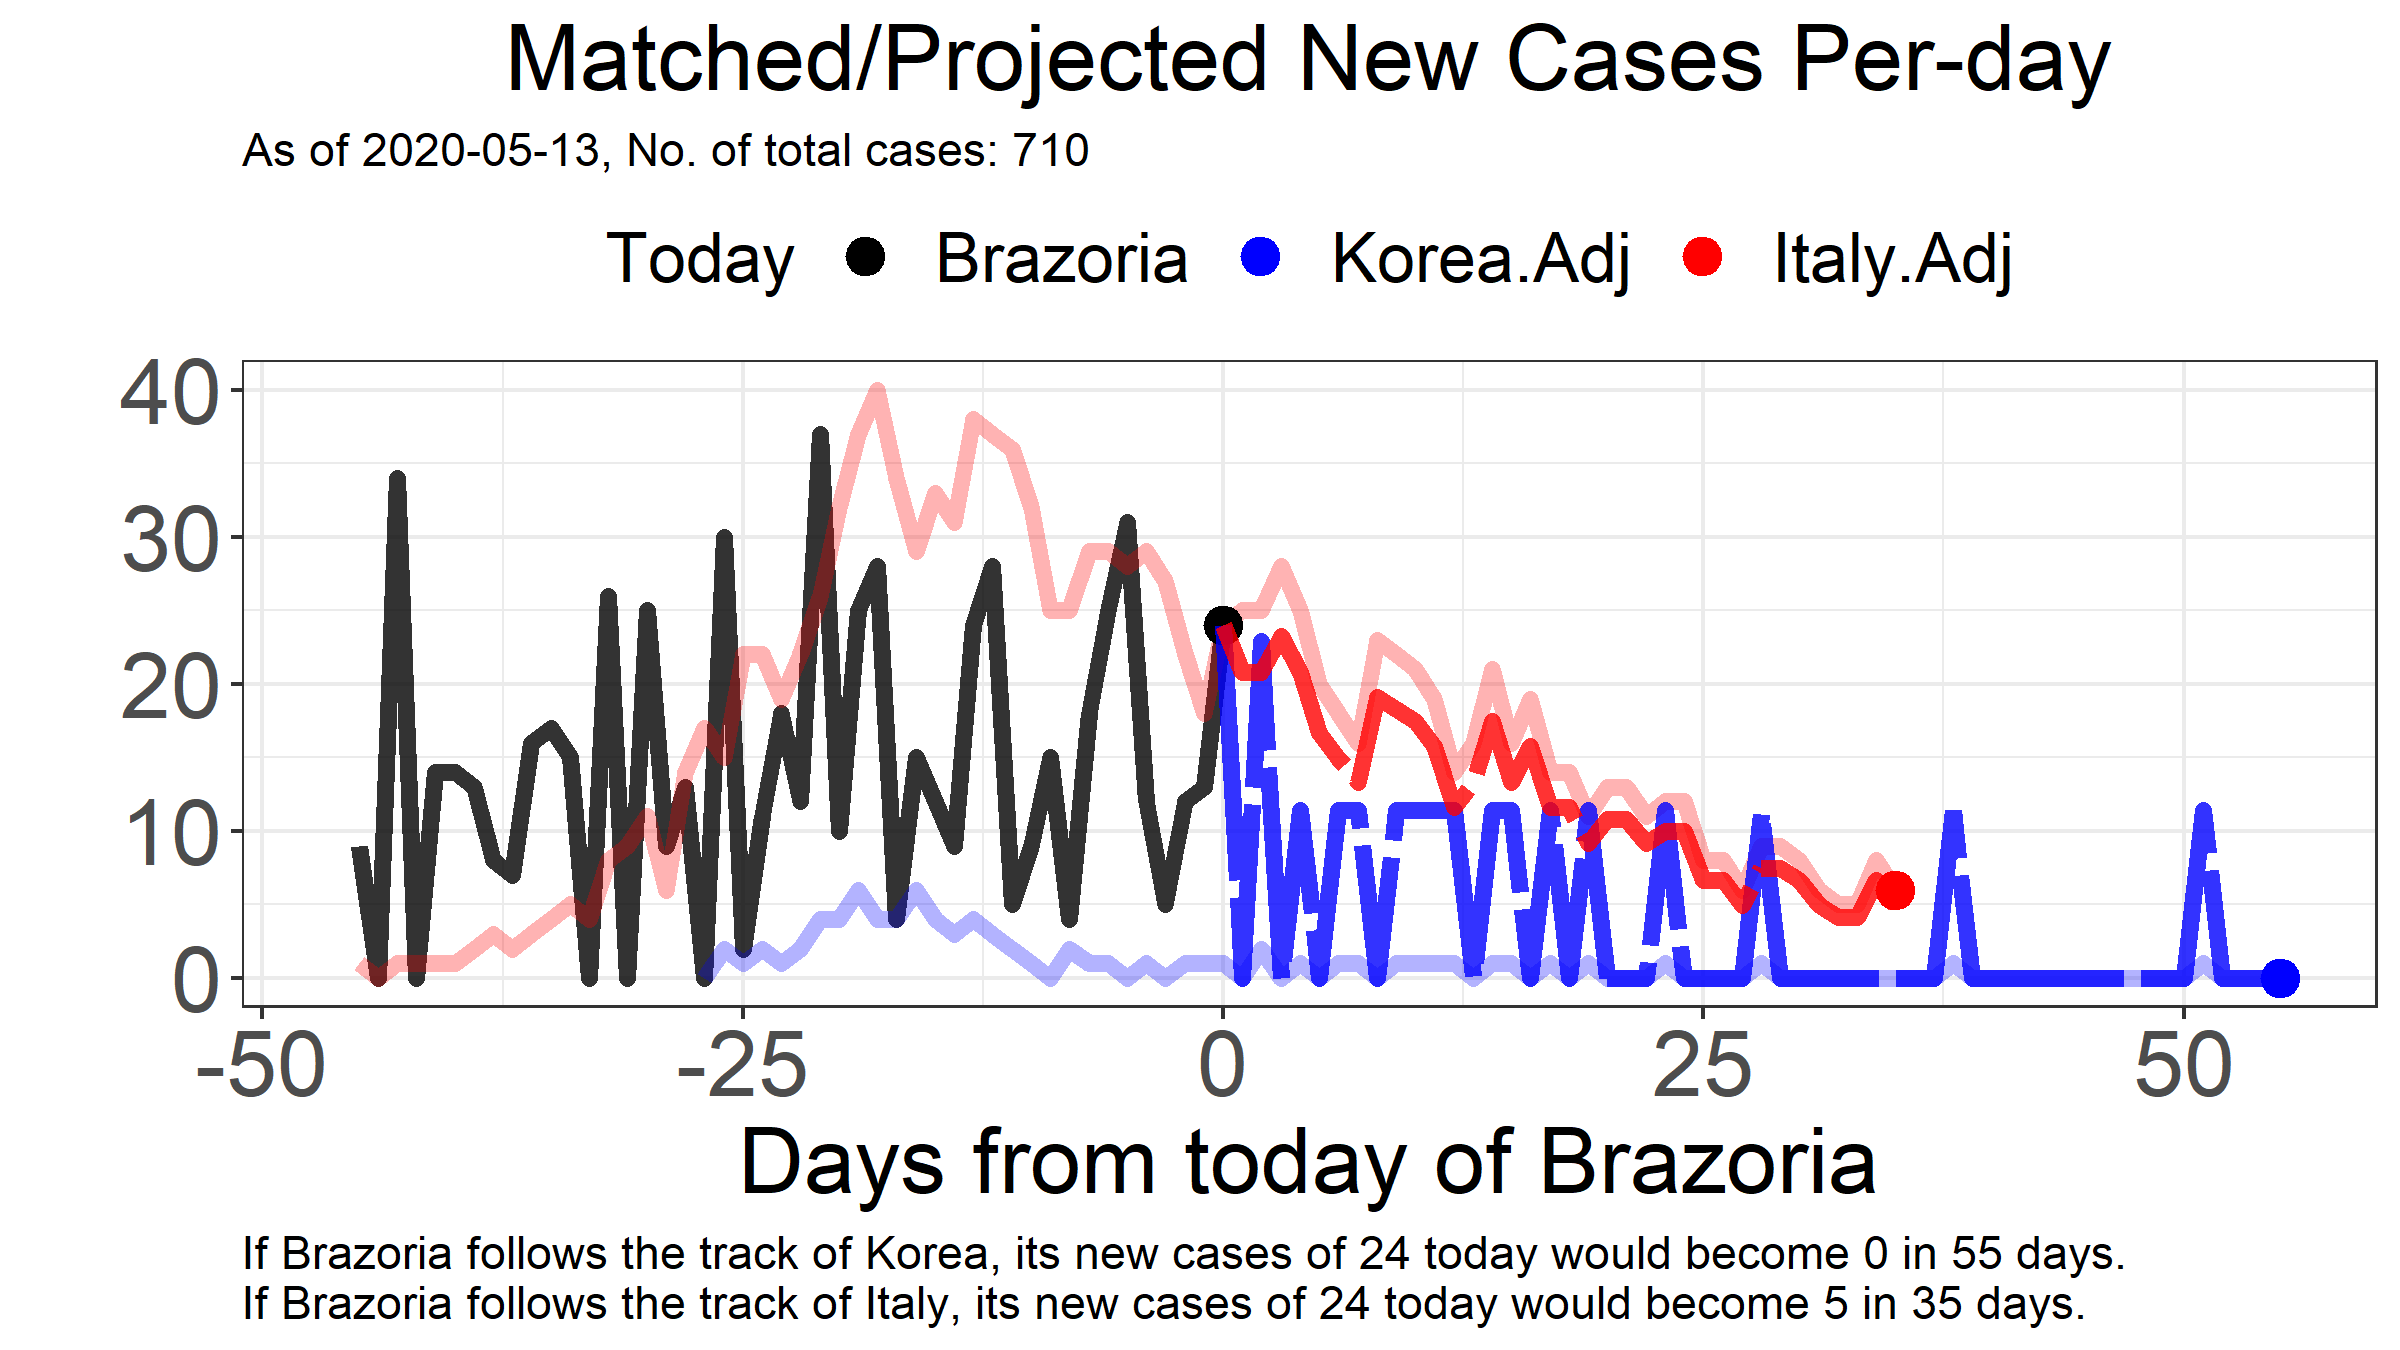 Matched/Projected New Cases Per-day
As of 2020-05-13, No. of total cases: 710
Today Brazoria Korea.Adj Italy.Adj
40
30
20
10
0
-50 -25 0 25 50
Days from today of Brazoria
If Brazoria follows the track of Korea, its new cases of 24 today would become 0 in 55 days.
If Brazoria follows the track of Italy, its new cases of 24 today would become 5 in 35 days.